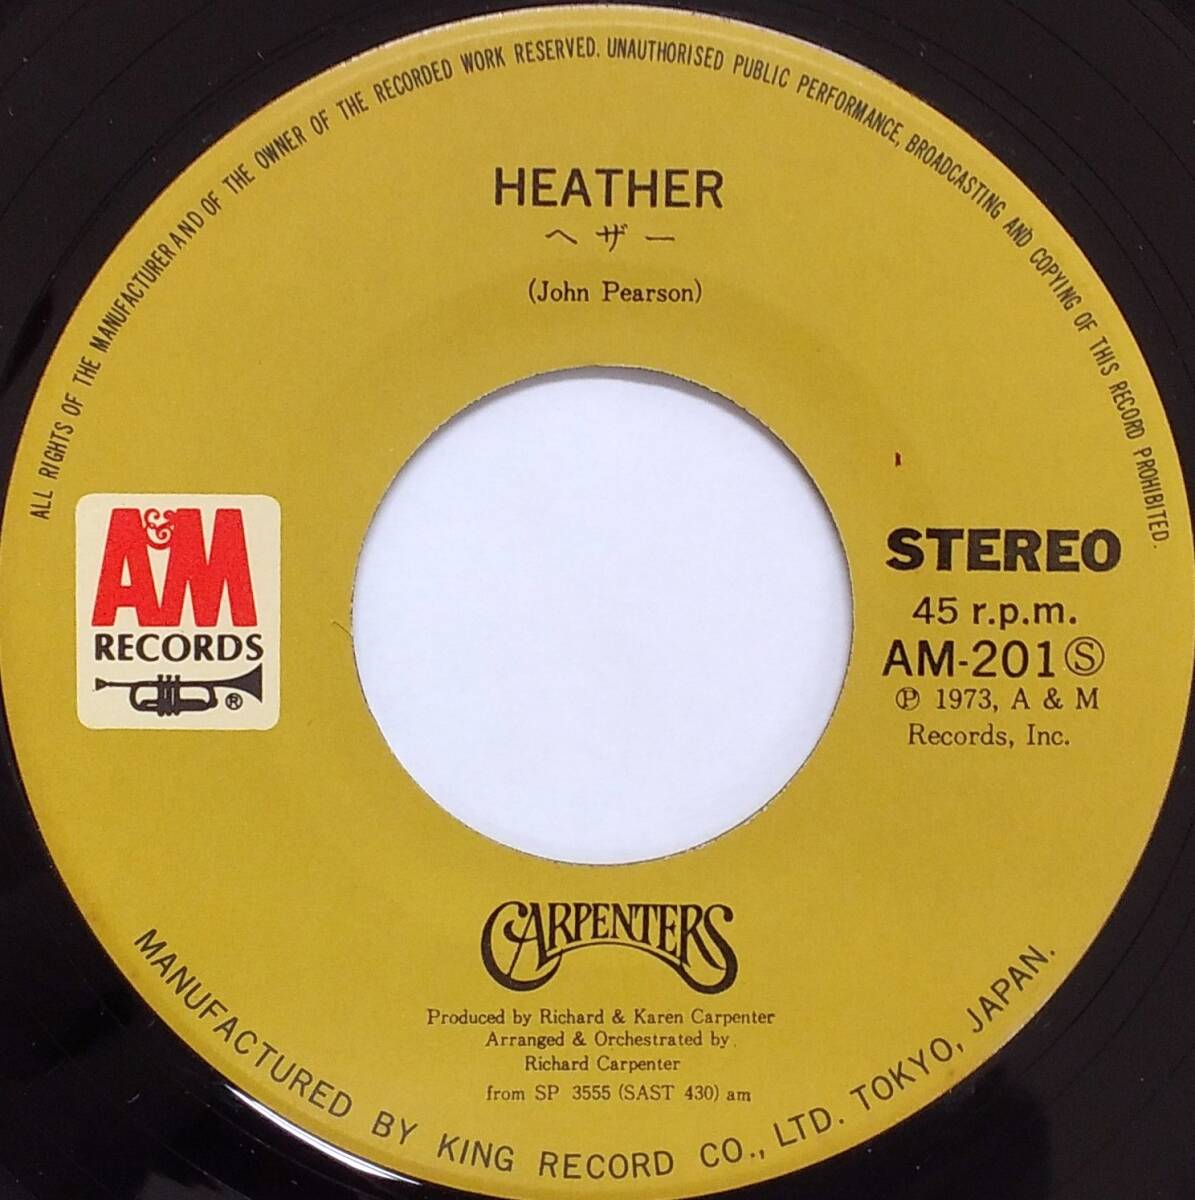 ALL RIGHTS OF THE MANUFACTURER AND OF THE OWNER OF THE RECORDED WORK RESERVED. UNAUTHORISED PUBLIC PERFORMANCE, BROADCASTING AND COPYING OF THIS RECORD PROHIBITED.
HEATHER
ヘザー
(John Pearson)
A&M
RECORDS
®
STEREO
45 r.p.m.
AM-201Ⓢ
℗ 1973, A & M
Records, Inc.
CARPENTERS
Produced by Richard & Karen Carpenter
Arranged & Orchestrated by
Richard Carpenter
from SP 3555 (SAST 430) am
MANUFACTURED BY KING RECORD CO., LTD. TOKYO, JAPAN.